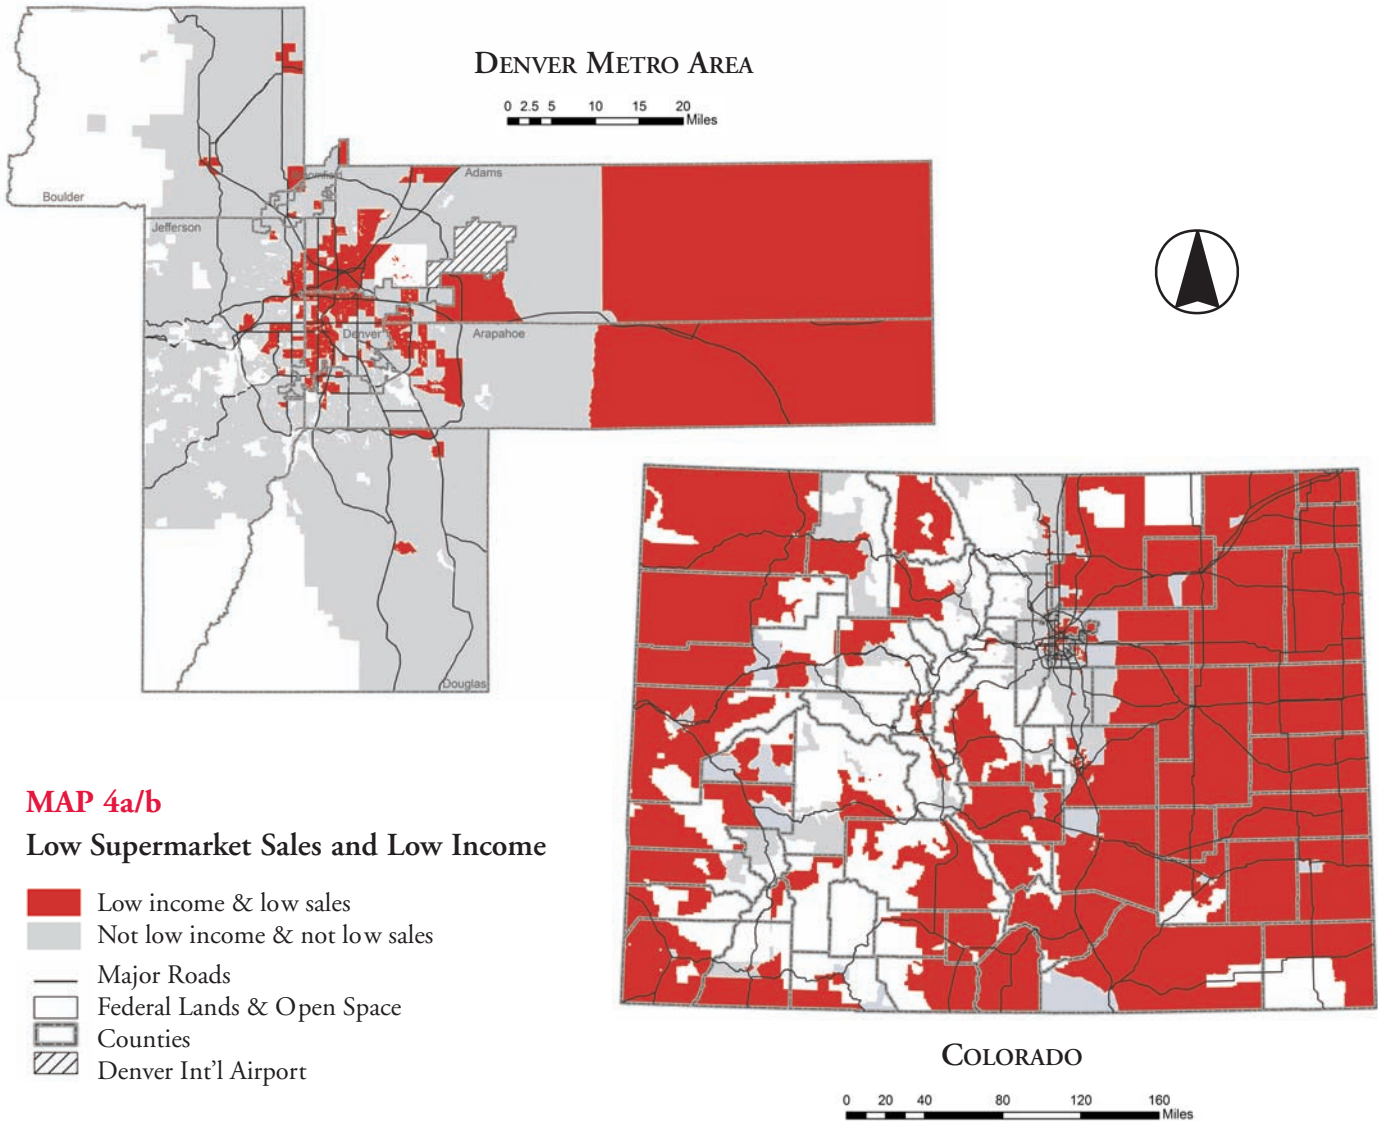 DENVER METRO AREA
0 2.5 5 10 15 20
Miles
Adams
Boulder
Jefferson
Denver
Arapahoe
Douglas
MAP 4a/b
Low Supermarket Sales and Low Income
Low income & low sales
Not low income & not low sales
Major Roads
Federal Lands & Open Space
Counties
Denver Int'l Airport
COLORADO
0 20 40 80 120 160
Miles